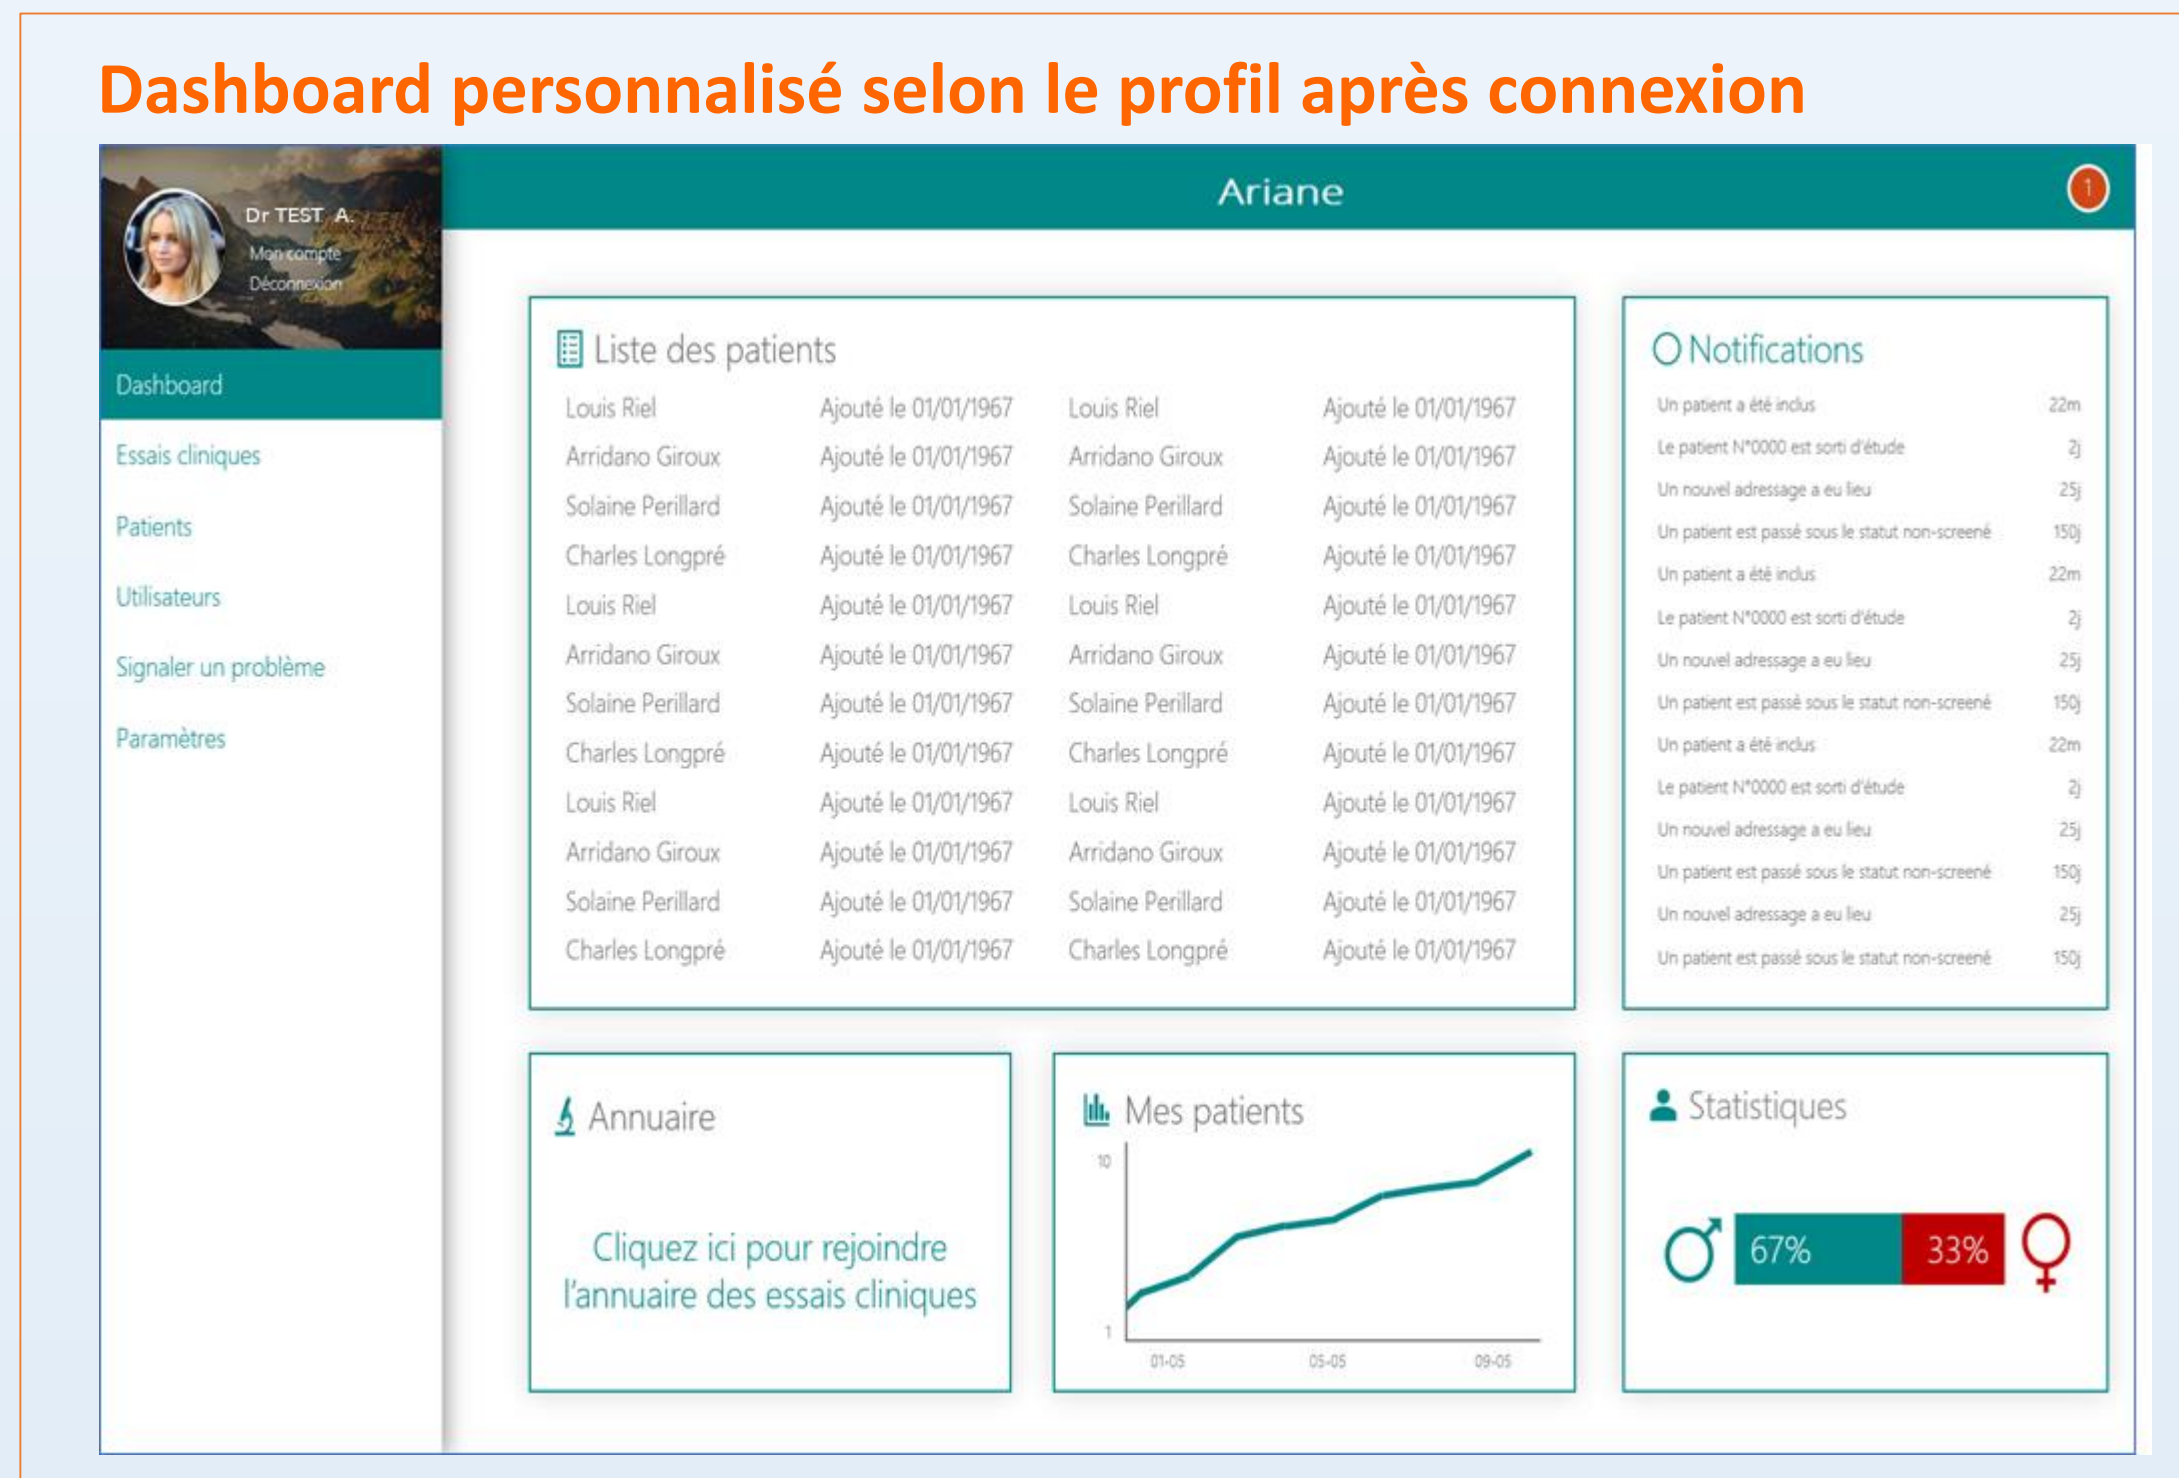 Dashboard personnalisé selon le profil après connexion
Dr TEST A.
Mon compte
Déconnexion
Ariane
1
Dashboard
Essais cliniques
Patients
Utilisateurs
Signaler un problème
Paramètres
Liste des patients
Louis Riel Ajouté le 01/01/1967 Louis Riel Ajouté le 01/01/1967
Arridano Giroux Ajouté le 01/01/1967 Arridano Giroux Ajouté le 01/01/1967
Solaine Perillard Ajouté le 01/01/1967 Solaine Perillard Ajouté le 01/01/1967
Charles Longpré Ajouté le 01/01/1967 Charles Longpré Ajouté le 01/01/1967
Louis Riel Ajouté le 01/01/1967 Louis Riel Ajouté le 01/01/1967
Arridano Giroux Ajouté le 01/01/1967 Arridano Giroux Ajouté le 01/01/1967
Solaine Perillard Ajouté le 01/01/1967 Solaine Perillard Ajouté le 01/01/1967
Charles Longpré Ajouté le 01/01/1967 Charles Longpré Ajouté le 01/01/1967
Louis Riel Ajouté le 01/01/1967 Louis Riel Ajouté le 01/01/1967
Arridano Giroux Ajouté le 01/01/1967 Arridano Giroux Ajouté le 01/01/1967
Solaine Perillard Ajouté le 01/01/1967 Solaine Perillard Ajouté le 01/01/1967
Charles Longpré Ajouté le 01/01/1967 Charles Longpré Ajouté le 01/01/1967
Notifications
Un patient a été inclus 22m
Le patient N°0000 est sorti d'étude 2j
Un nouvel adressage a eu lieu 25j
Un patient est passé sous le statut non-screené 150j
Un patient a été inclus 22m
Le patient N°0000 est sorti d'étude 2j
Un nouvel adressage a eu lieu 25j
Un patient est passé sous le statut non-screené 150j
Un patient a été inclus 22m
Le patient N°0000 est sorti d'étude 2j
Un nouvel adressage a eu lieu 25j
Un patient est passé sous le statut non-screené 150j
Un nouvel adressage a eu lieu 25j
Un patient est passé sous le statut non-screené 150j
Annuaire
Cliquez ici pour rejoindre
l'annuaire des essais cliniques
Mes patients
10
1
01-05 05-05 09-05
Statistiques
67% 33%